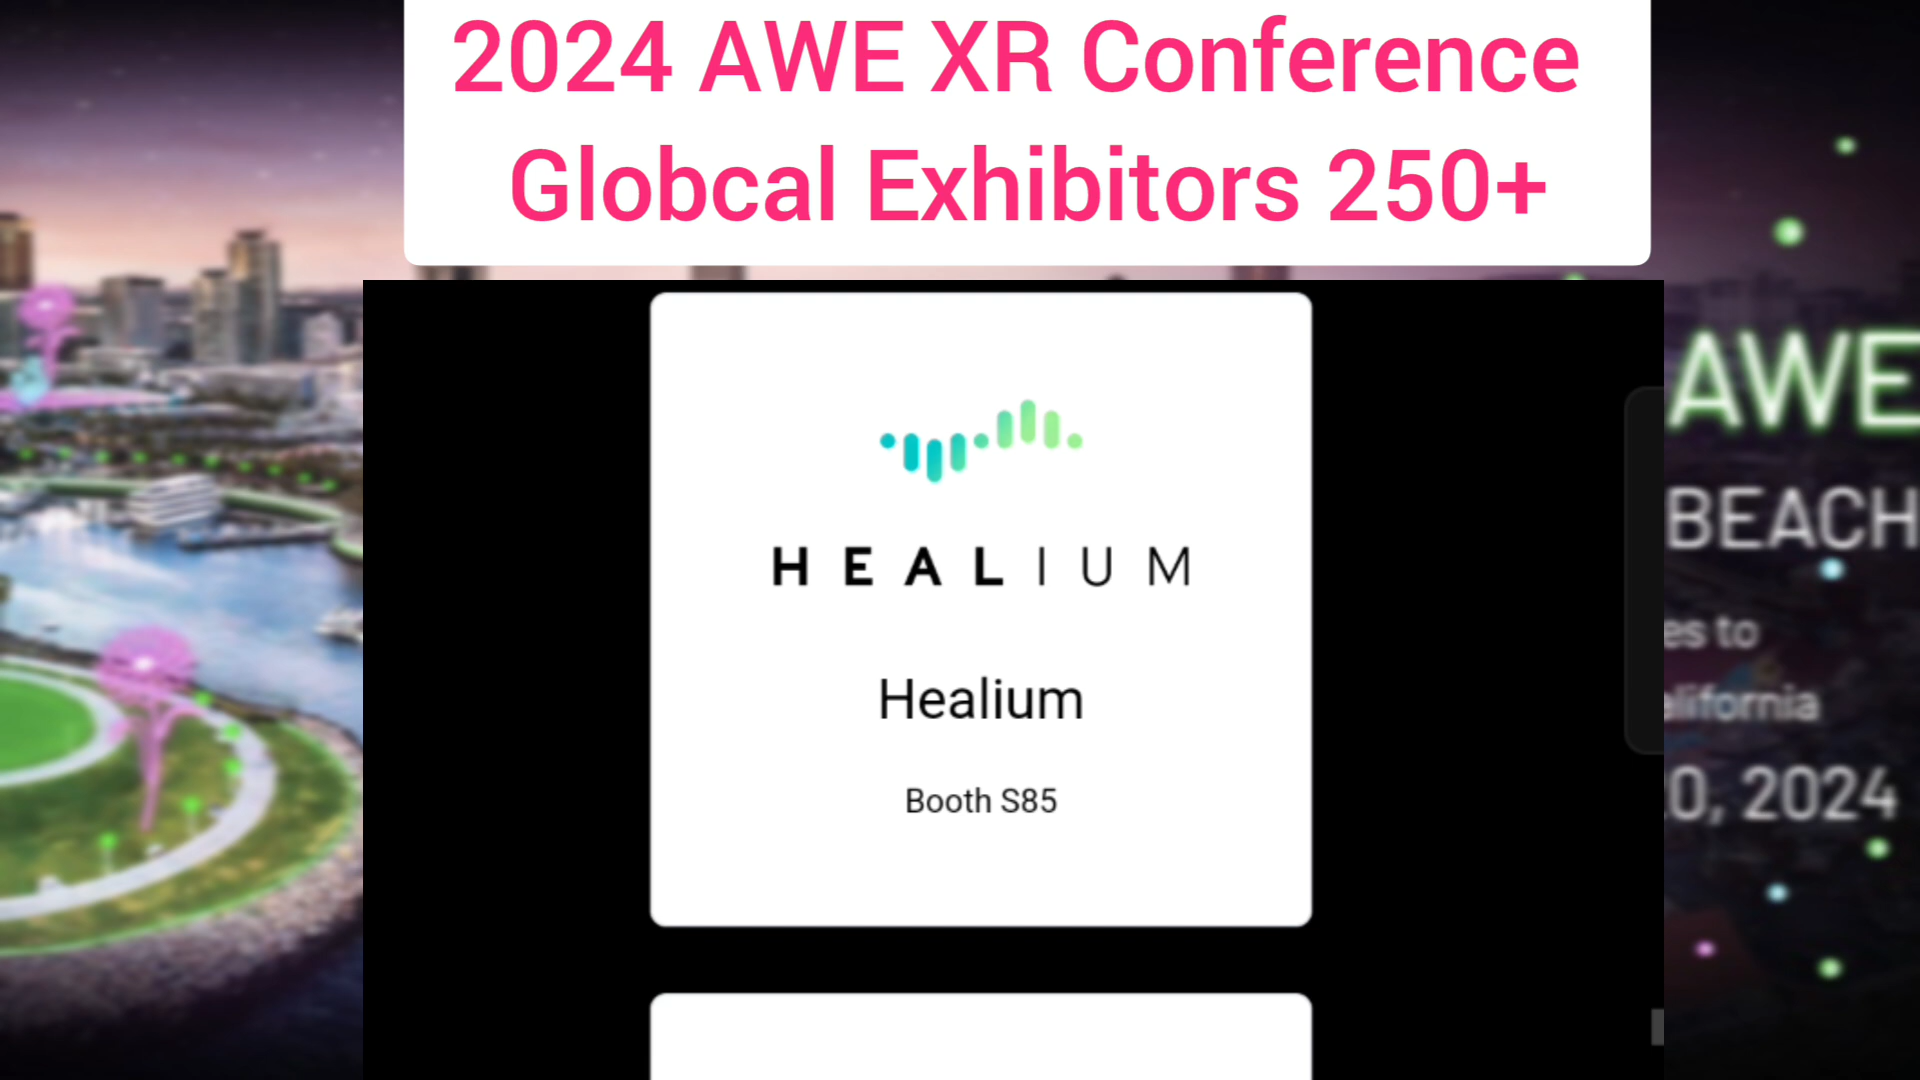 2024 AWE XR Conference
Globcal Exhibitors 250+
HEALIUM
Healium
Booth S85
AWE
BEACH
es to
alifornia
0, 2024